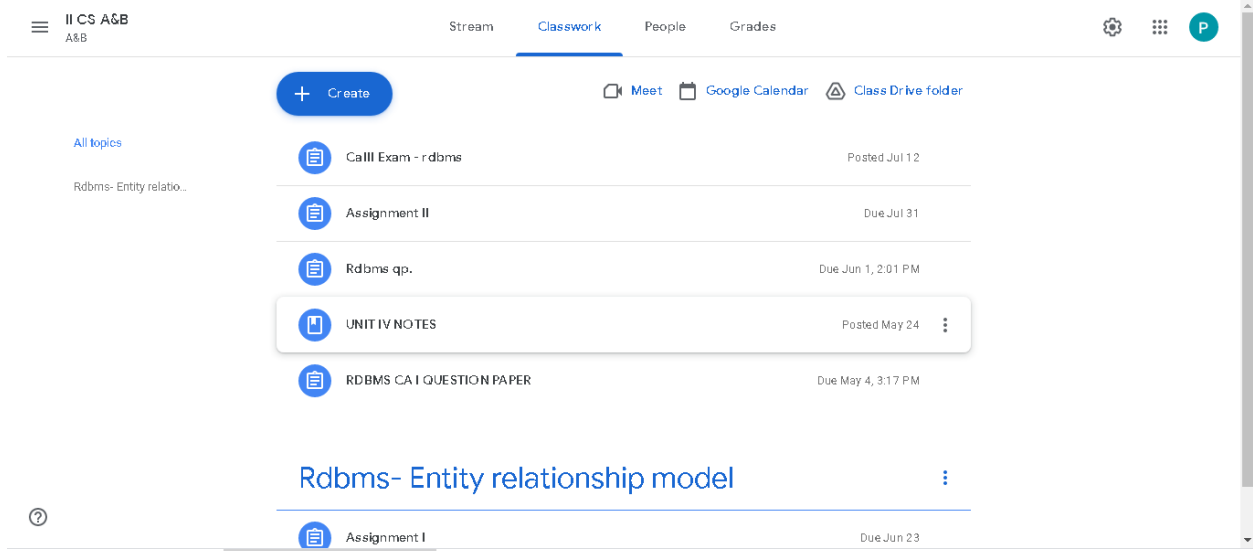 II CS A&B
A&B
Stream Classwork People Grades
P
Create
Meet Google Calendar Class Drive folder
All topics
Rdbms- Entity relatio...
CaIII Exam - rdbms Posted Jul 12
Assignment II Due Jul 31
Rdbms qp. Due Jun 1, 2:01 PM
UNIT IV NOTES Posted May 24
RDBMS CA I QUESTION PAPER Due May 4, 3:17 PM
Rdbms- Entity relationship model
Assignment I Due Jun 23